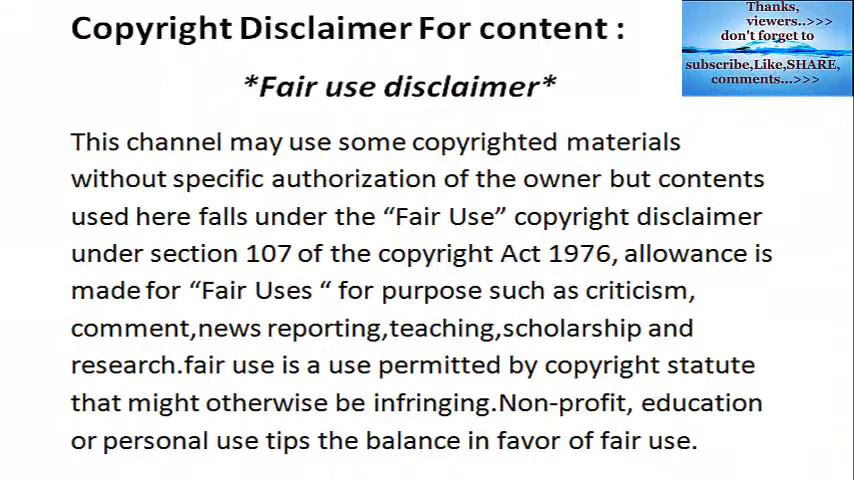 Copyright Disclaimer For content :
*Fair use disclaimer*
This channel may use some copyrighted materials
without specific authorization of the owner but contents
used here falls under the “Fair Use” copyright disclaimer
under section 107 of the copyright Act 1976, allowance is
made for “Fair Uses “ for purpose such as criticism,
comment,news reporting,teaching,scholarship and
research.fair use is a use permitted by copyright statute
that might otherwise be infringing.Non-profit, education
or personal use tips the balance in favor of fair use.
Thanks,
viewers..>>>
don't forget to
subscribe,Like,SHARE,
comments...>>>